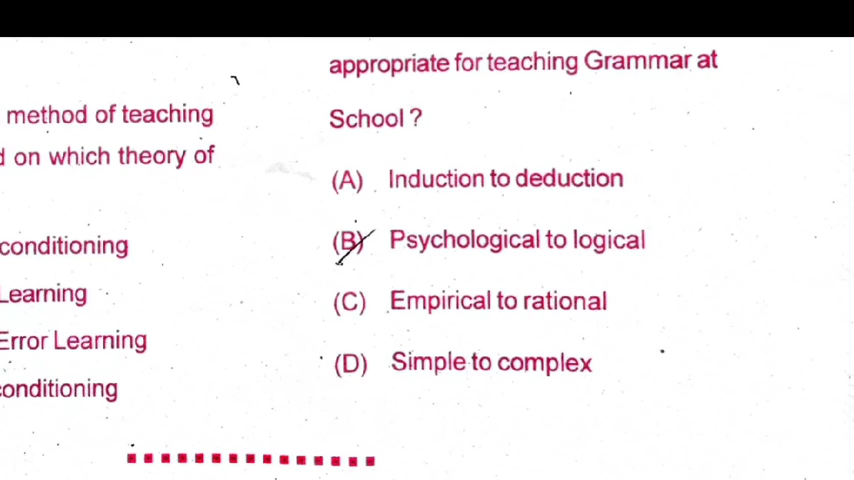 method of teaching
on which theory of
conditioning
Learning
Error Learning
conditioning
appropriate for teaching Grammar at
School ?
(A) Induction to deduction
(B) Psychological to logical
(C) Empirical to rational
(D) Simple to complex